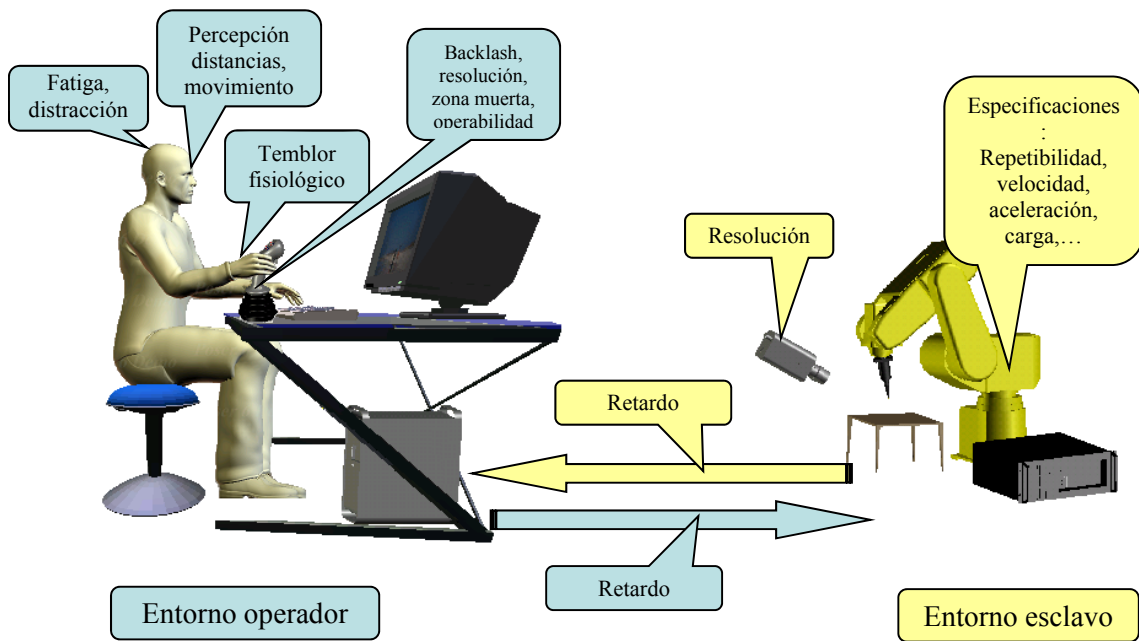 Percepción
distancias,
movimiento
Fatiga,
distracción
Backlash,
resolución,
zona muerta,
operabilidad
Temblor
fisiológico
Especificaciones
:
Repetibilidad,
velocidad,
aceleración,
carga,…
Resolución
Retardo
Retardo
Entorno operador
Entorno esclavo